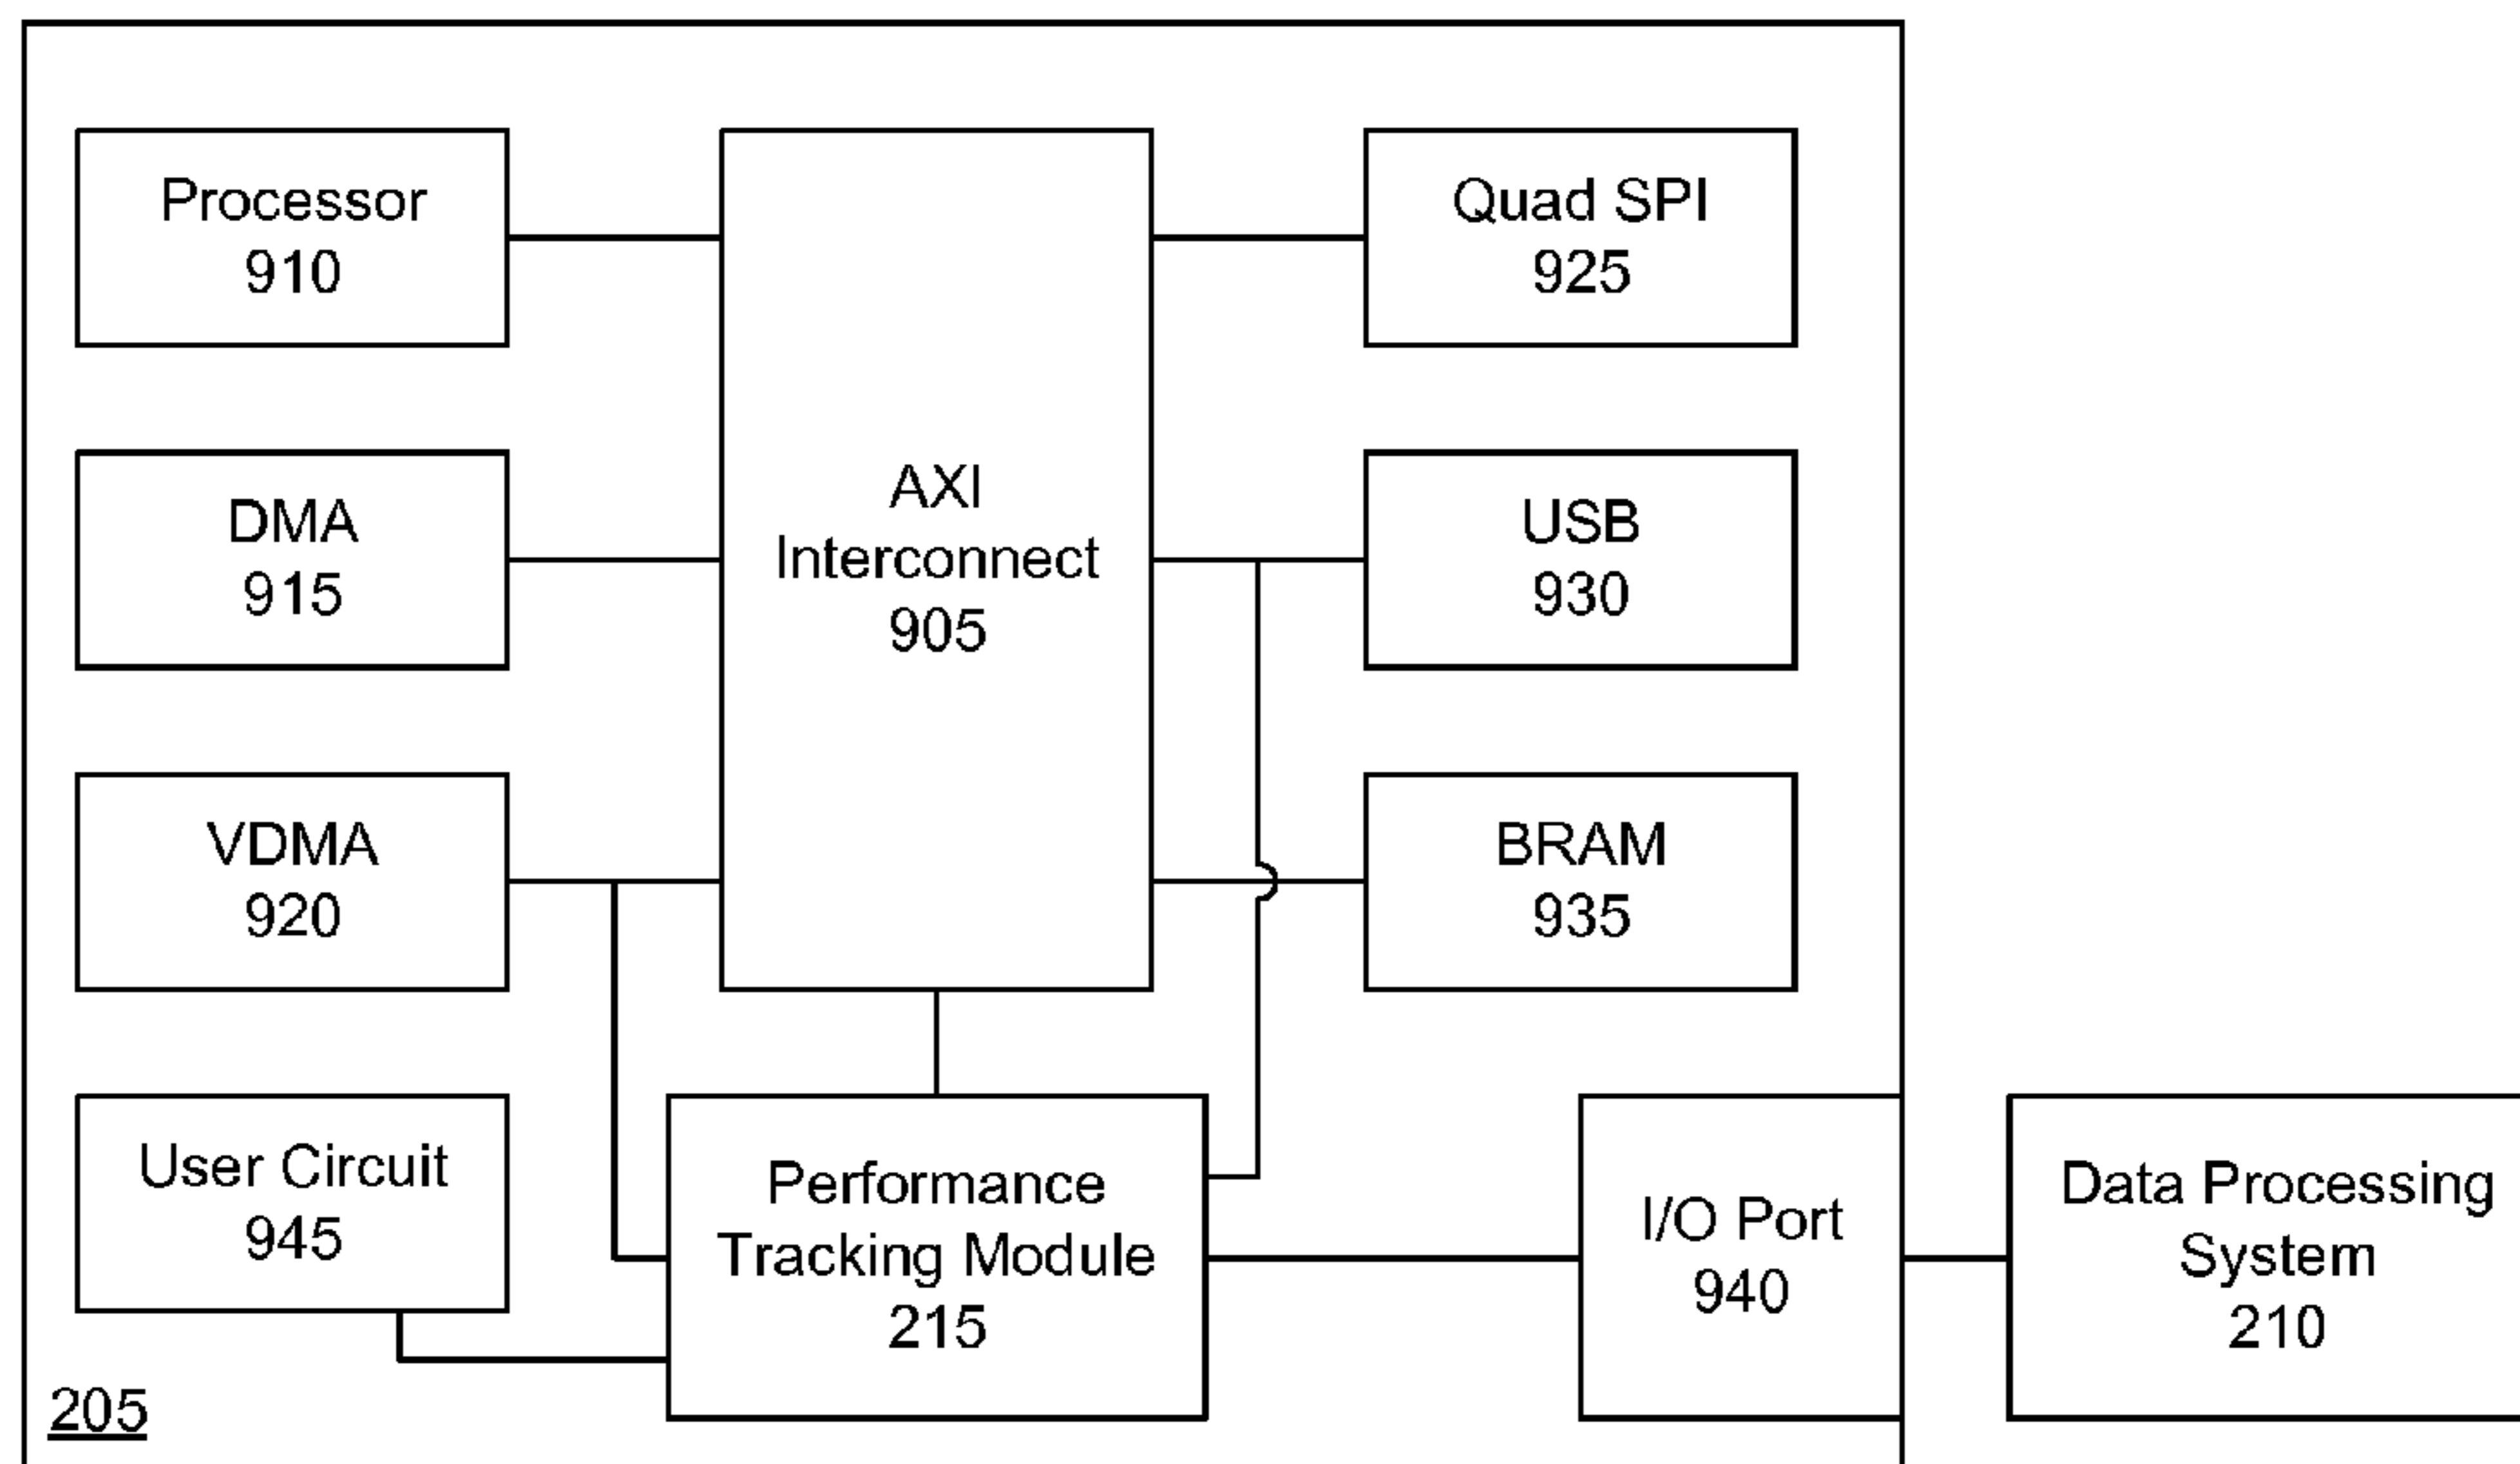 Processor
910
AXI
Interconnect
905
Quad SPI
925
DMA
915
USB
930
VDMA
920
BRAM
935
User Circuit
945
Performance
Tracking Module
215
I/O Port
940
Data Processing
System
210
205